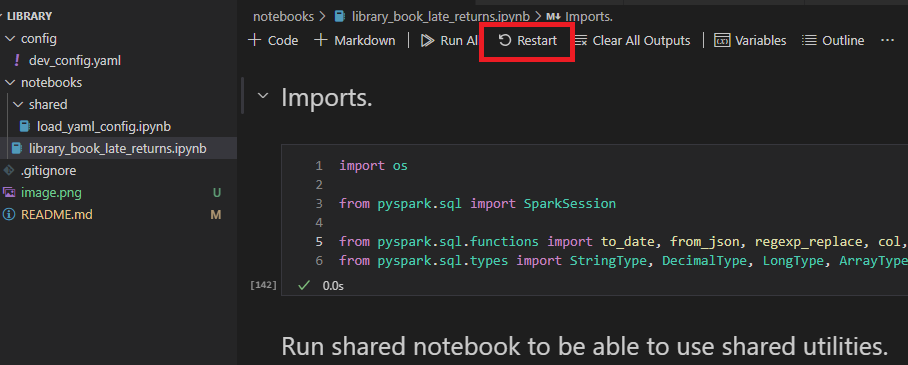 LIBRARY
config
! dev_config.yaml
notebooks
shared
load_yaml_config.ipynb
library_book_late_returns.ipynb
.gitignore
image.png U
README.md M
notebooks > library_book_late_returns.ipynb > M↓ Imports.
+ Code + Markdown Run Al Restart Clear All Outputs Variables Outline ...
Imports.
1 import os
2
3 from pyspark.sql import SparkSession
4
5 from pyspark.sql.functions import to_date, from_json, regexp_replace, col,
6 from pyspark.sql.types import StringType, DecimalType, LongType, ArrayType
[142] ✓ 0.0s
Run shared notebook to be able to use shared utilities.